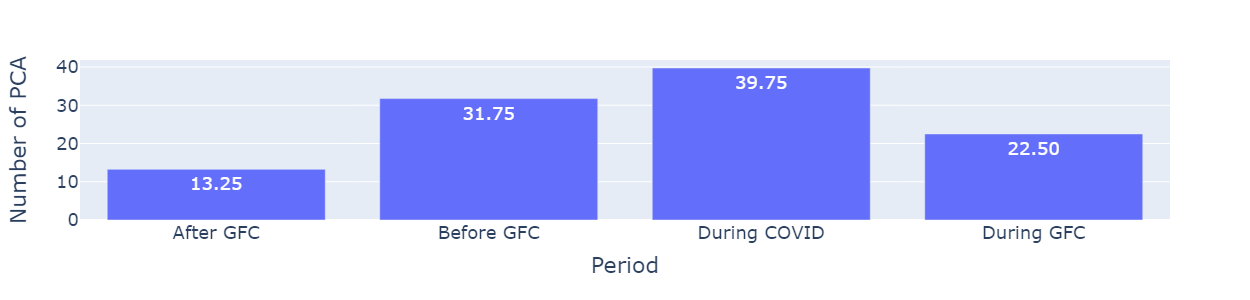 Number of PCA
40
30
20
10
0
13.25
31.75
39.75
22.50
After GFC
Before GFC
During COVID
During GFC
Period